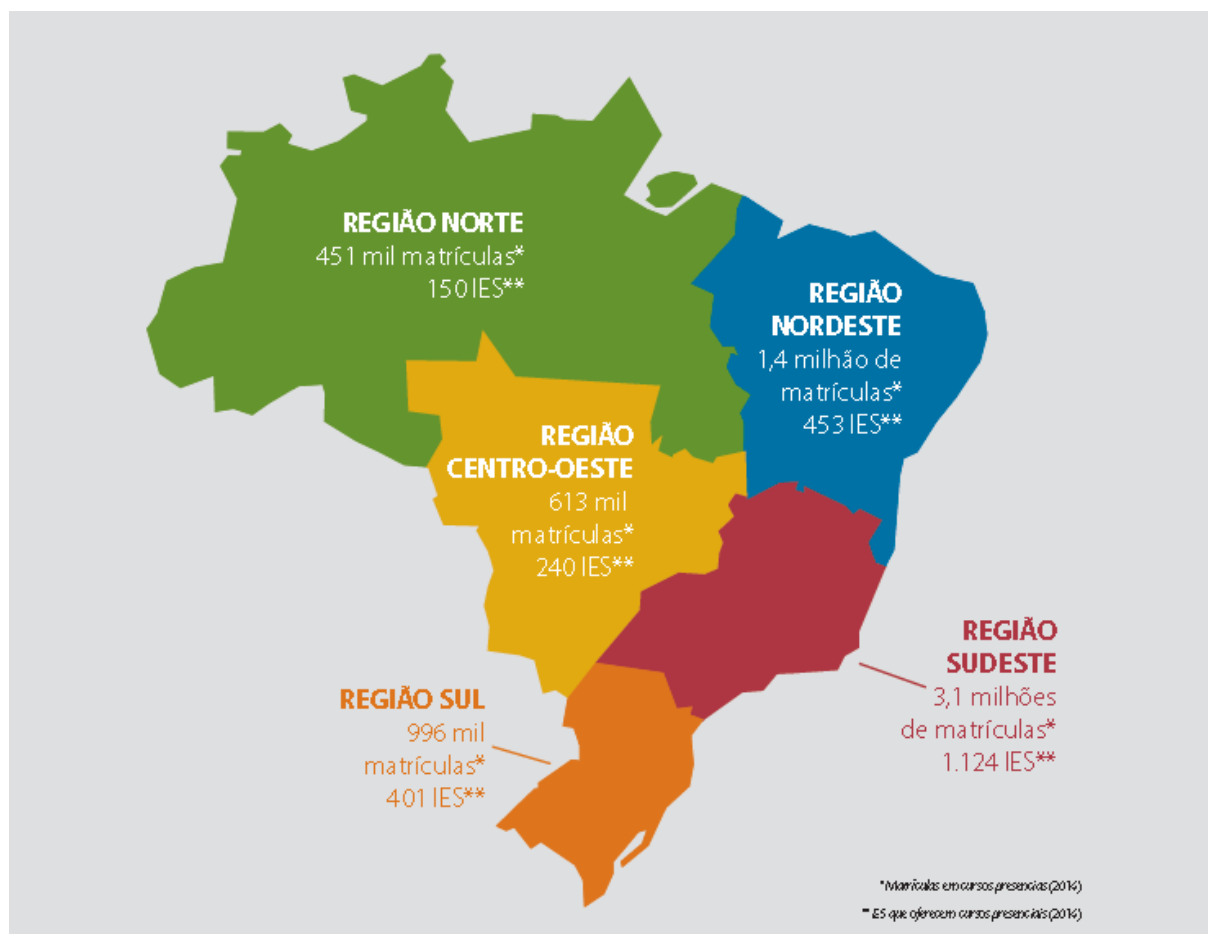 REGIÃO NORTE
451 mil matrículas*
150 IES**
REGIÃO
NORDESTE
1,4 milhão de
matrículas*
453 IES**
REGIÃO
CENTRO-OESTE
613 mil
matrículas*
240 IES**
REGIÃO
SUDESTE
3,1 milhões
de matrículas*
1.124 IES**
REGIÃO SUL
996 mil
matrículas*
401 IES**
*Matrículas em cursos presencias (2014)
** ES que oferecem cursos presenciais (2014)